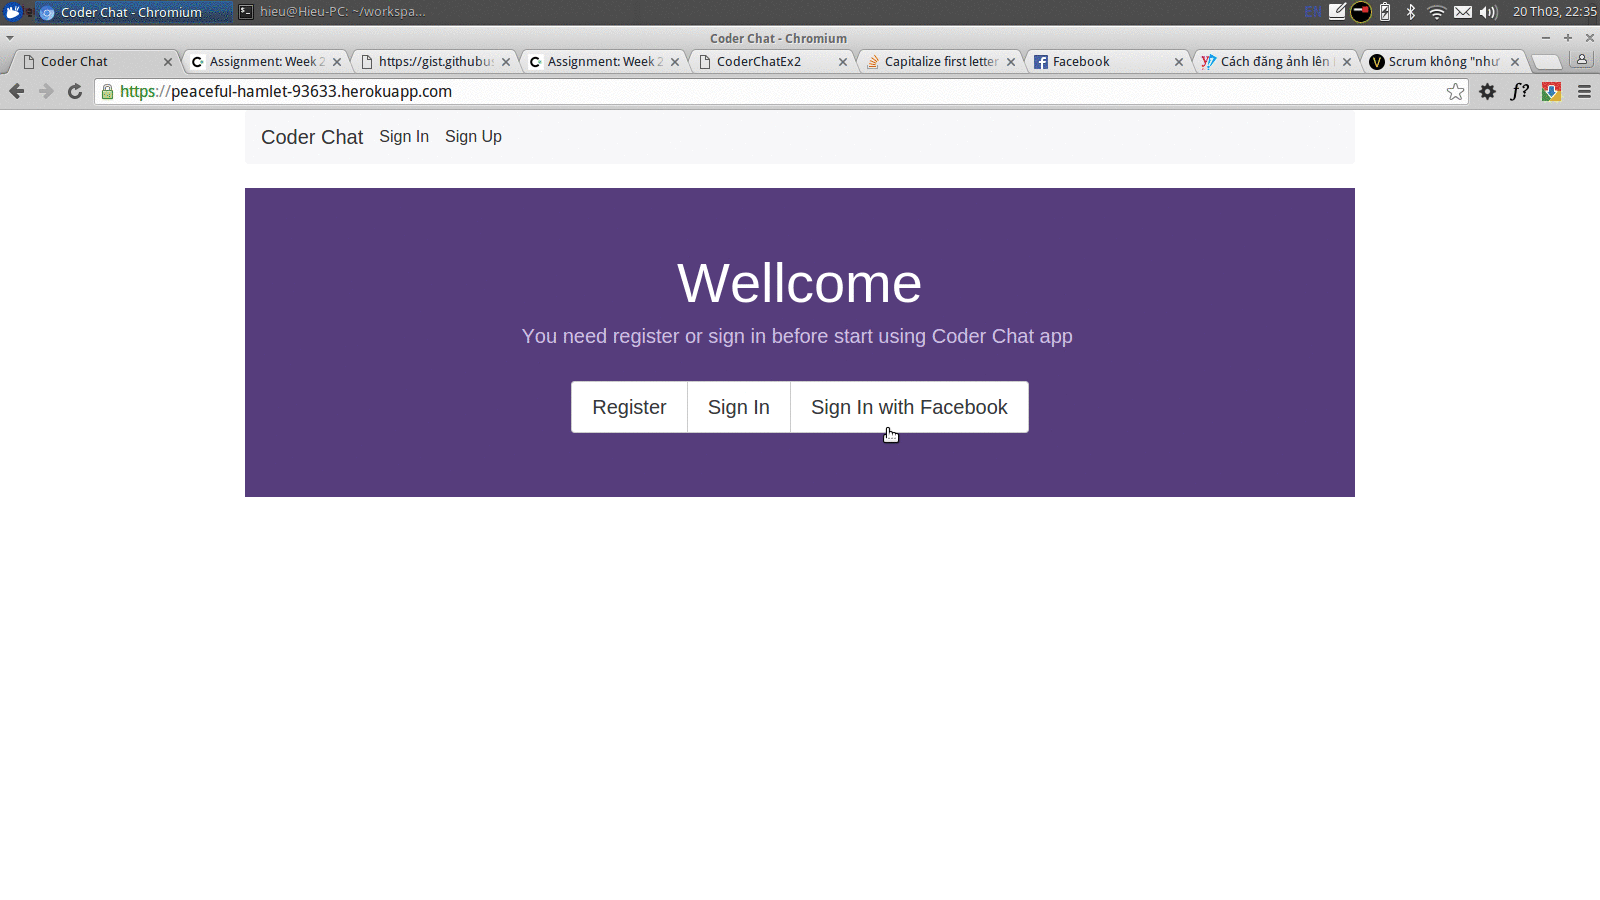 Coder Chat - Chromium
hieu@Hieu-PC: ~/workspa...
EN
20 Th03, 22:35
Coder Chat - Chromium
Coder Chat
Assignment: Week 2
https://gist.githubu
Assignment: Week 2
CoderChatEx2
Capitalize first letter
Facebook
Cách đăng ảnh lên
Scrum không "như
https://peaceful-hamlet-93633.herokuapp.com
f?
Coder Chat
Sign In
Sign Up
Wellcome
You need register or sign in before start using Coder Chat app
Register
Sign In
Sign In with Facebook